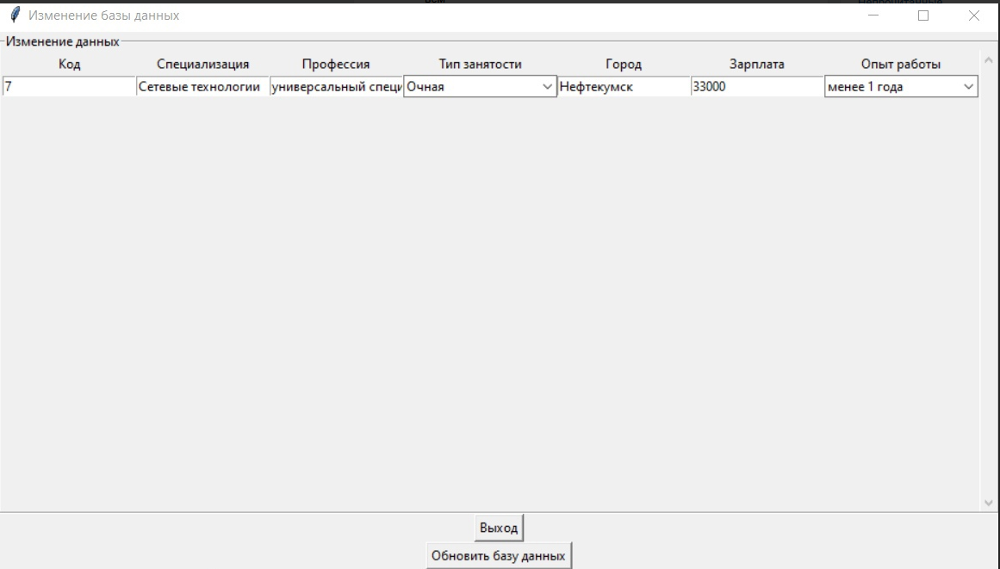 Изменение базы данных
Изменение данных
Код Специализация Профессия Тип занятости Город Зарплата Опыт работы
7 Сетевые технологии универсальный специ Очная Нефтекумск 33000 менее 1 года
Выход
Обновить базу данных